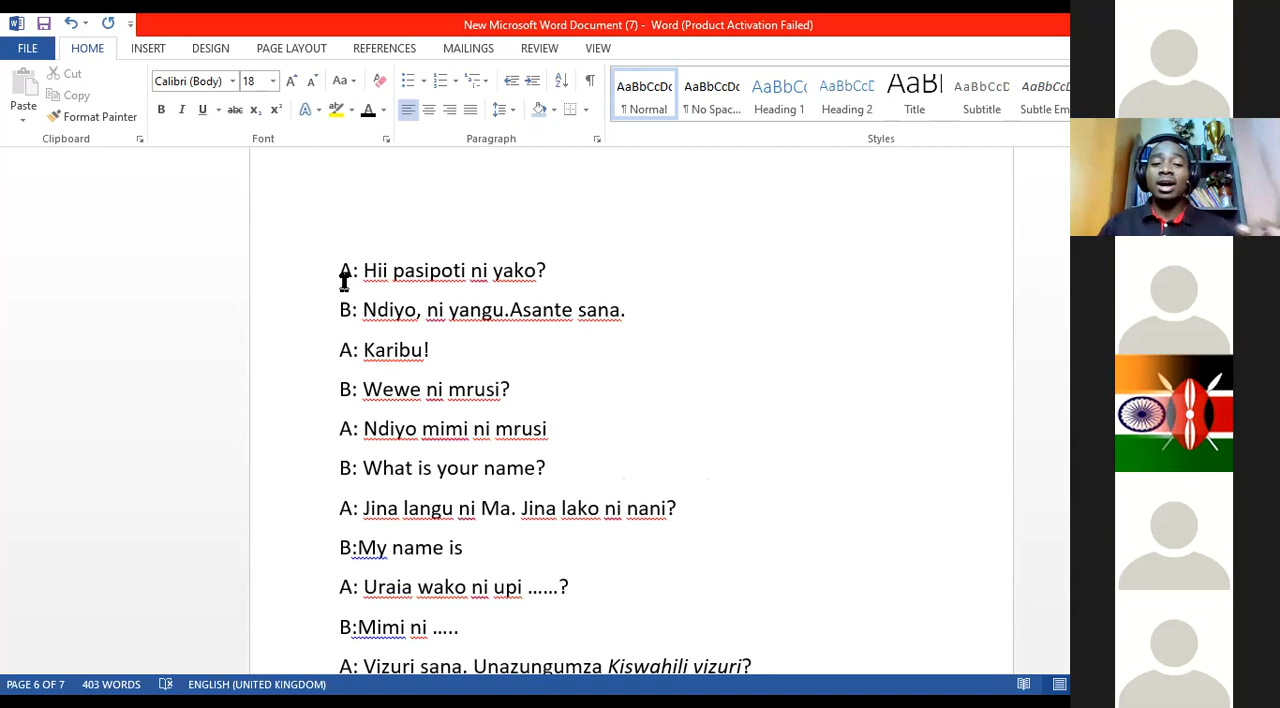 New Microsoft Word Document (7) - Word (Product Activation Failed)
FILE HOME INSERT DESIGN PAGE LAYOUT REFERENCES MAILINGS REVIEW VIEW
Cut
Calibri (Body) 18
Copy
Paste
Format Painter
AaBbCcDc AaBbCcDc AaBbCc AaBbCcD AaBl AaBbCcD AaBbCcDc
¶ Normal ¶ No Spac... Heading 1 Heading 2 Title Subtitle Subtle Em
Clipboard Font Paragraph Styles
A: Hii pasipoti ni yako?
B: Ndiyo, ni yangu.Asante sana.
A: Karibu!
B: Wewe ni mrusi?
A: Ndiyo mimi ni mrusi
B: What is your name?
A: Jina langu ni Ma. Jina lako ni nani?
B:My name is
A: Uraia wako ni upi ......?
B:Mimi ni .....
A: Vizuri sana. Unazungumza Kiswahili vizuri?
PAGE 6 OF 7 403 WORDS ENGLISH (UNITED KINGDOM)